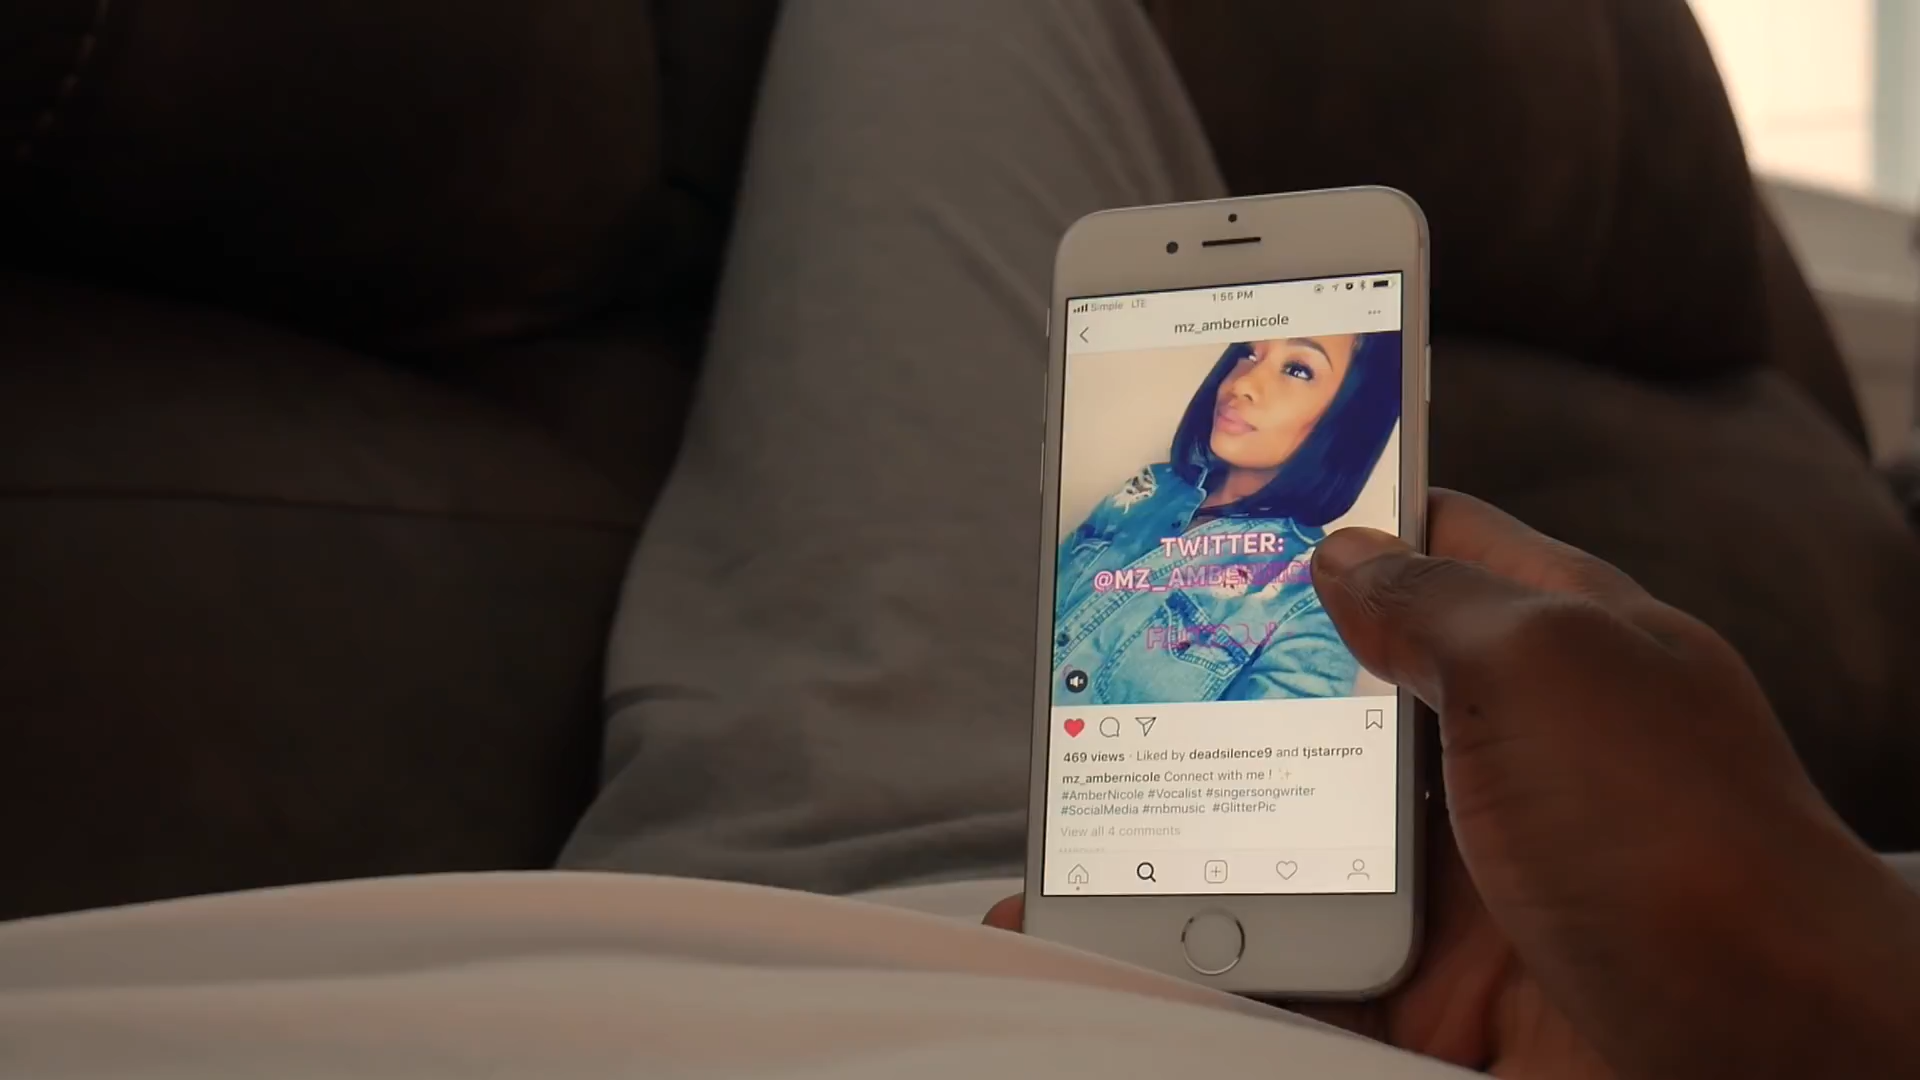 Simple LTE 1:55 PM
mz_ambernicole
TWITTER:
@MZ_AMBERNIC
469 views · Liked by deadsilence9 and tjstarrpro
mz_ambernicole Connect with me ! ✨
#AmberNicole #Vocalist #singersongwriter
#SocialMedia #rnbmusic #GlitterPic
View all 4 comments